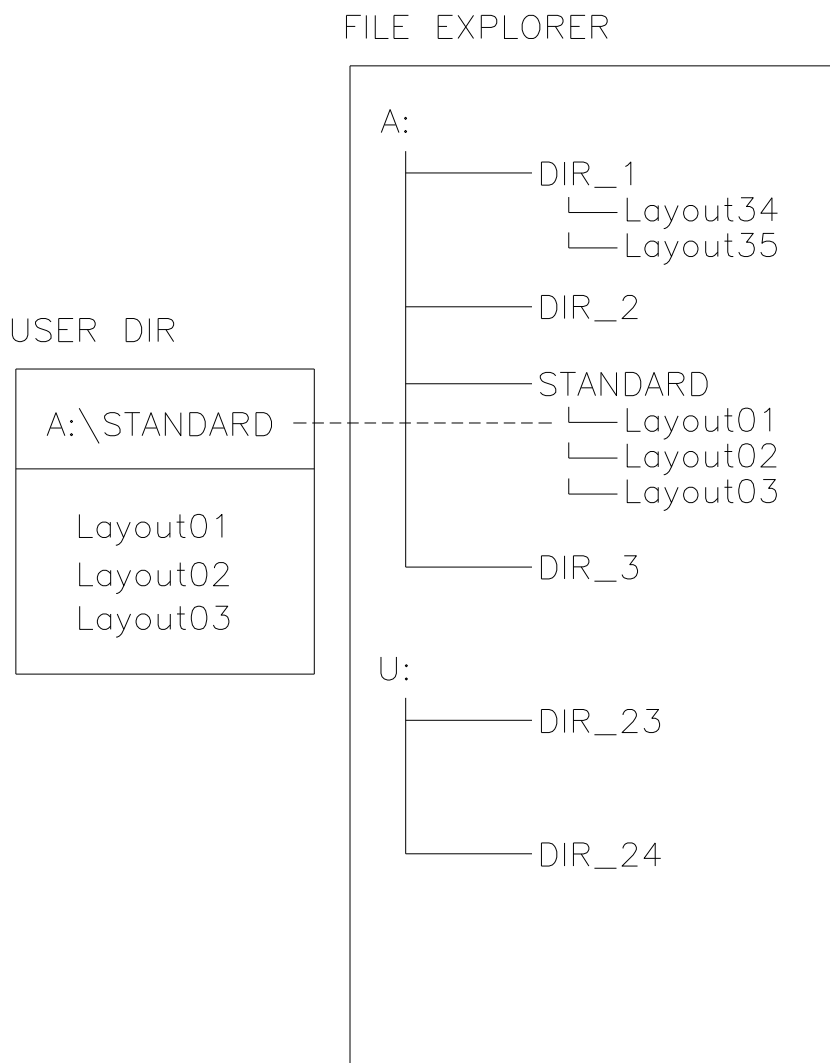 FILE EXPLORER
A:
DIR_1
Layout34
Layout35
DIR_2
STANDARD
Layout01
Layout02
Layout03
DIR_3
U:
DIR_23
DIR_24
USER DIR
A:\STANDARD
Layout01
Layout02
Layout03